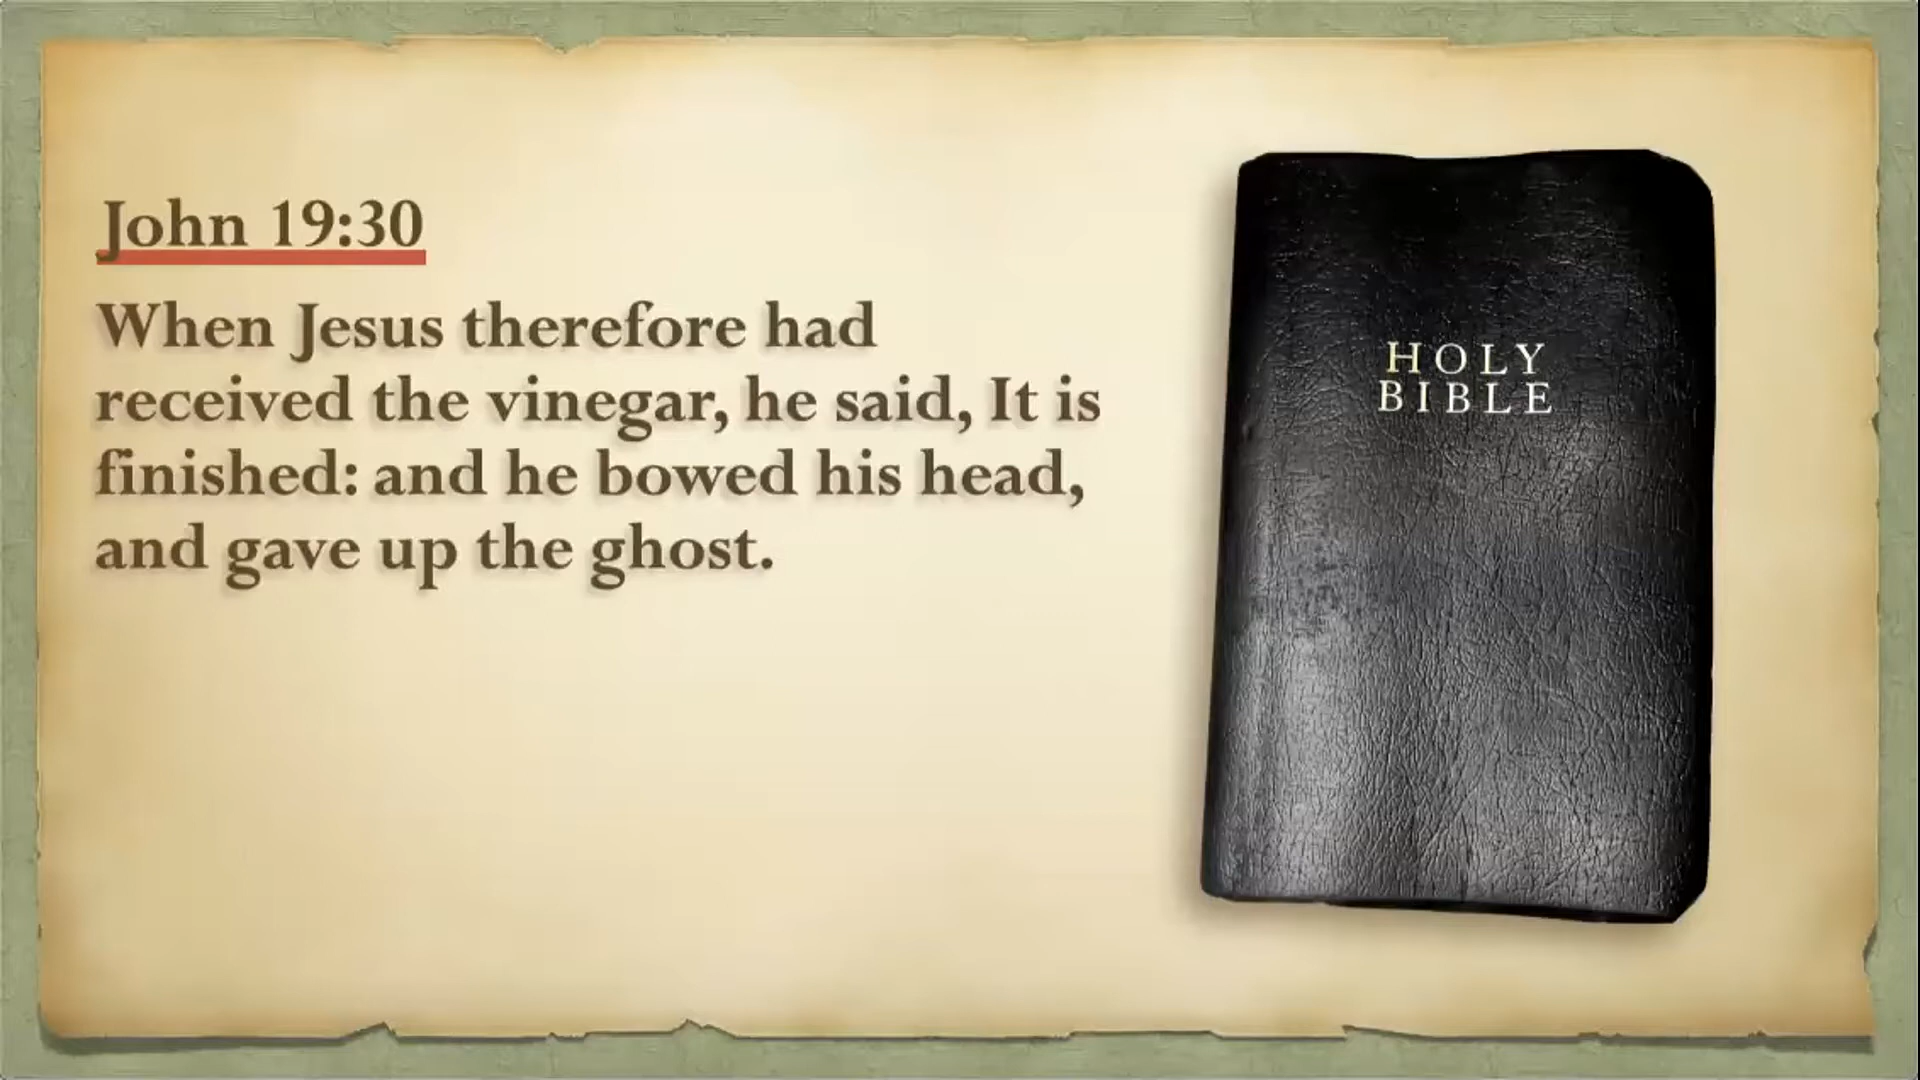 John 19:30
When Jesus therefore had
received the vinegar, he said, It is
finished: and he bowed his head,
and gave up the ghost.
HOLY
BIBLE